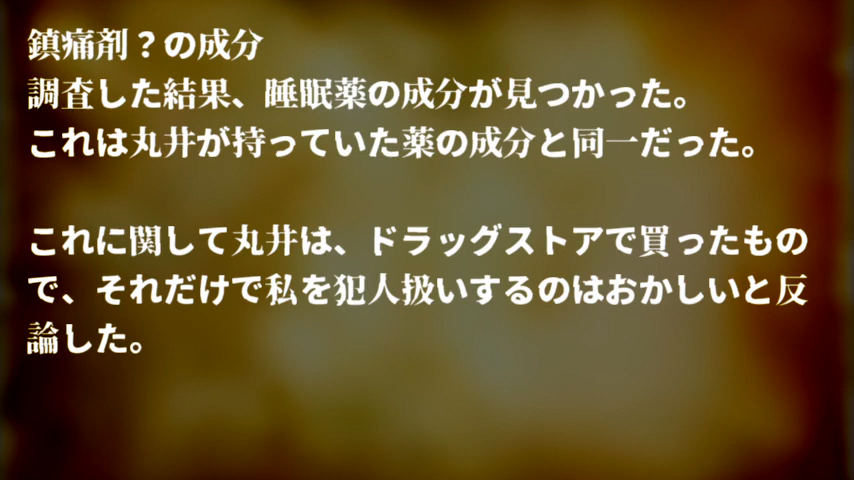 鎮痛剤？の成分
調査した結果、睡眠薬の成分が見つかった。
これは丸井が持っていた薬の成分と同一だった。
これに関して丸井は、ドラッグストアで買ったもの
で、それだけで私を犯人扱いするのはおかしいと反
論した。